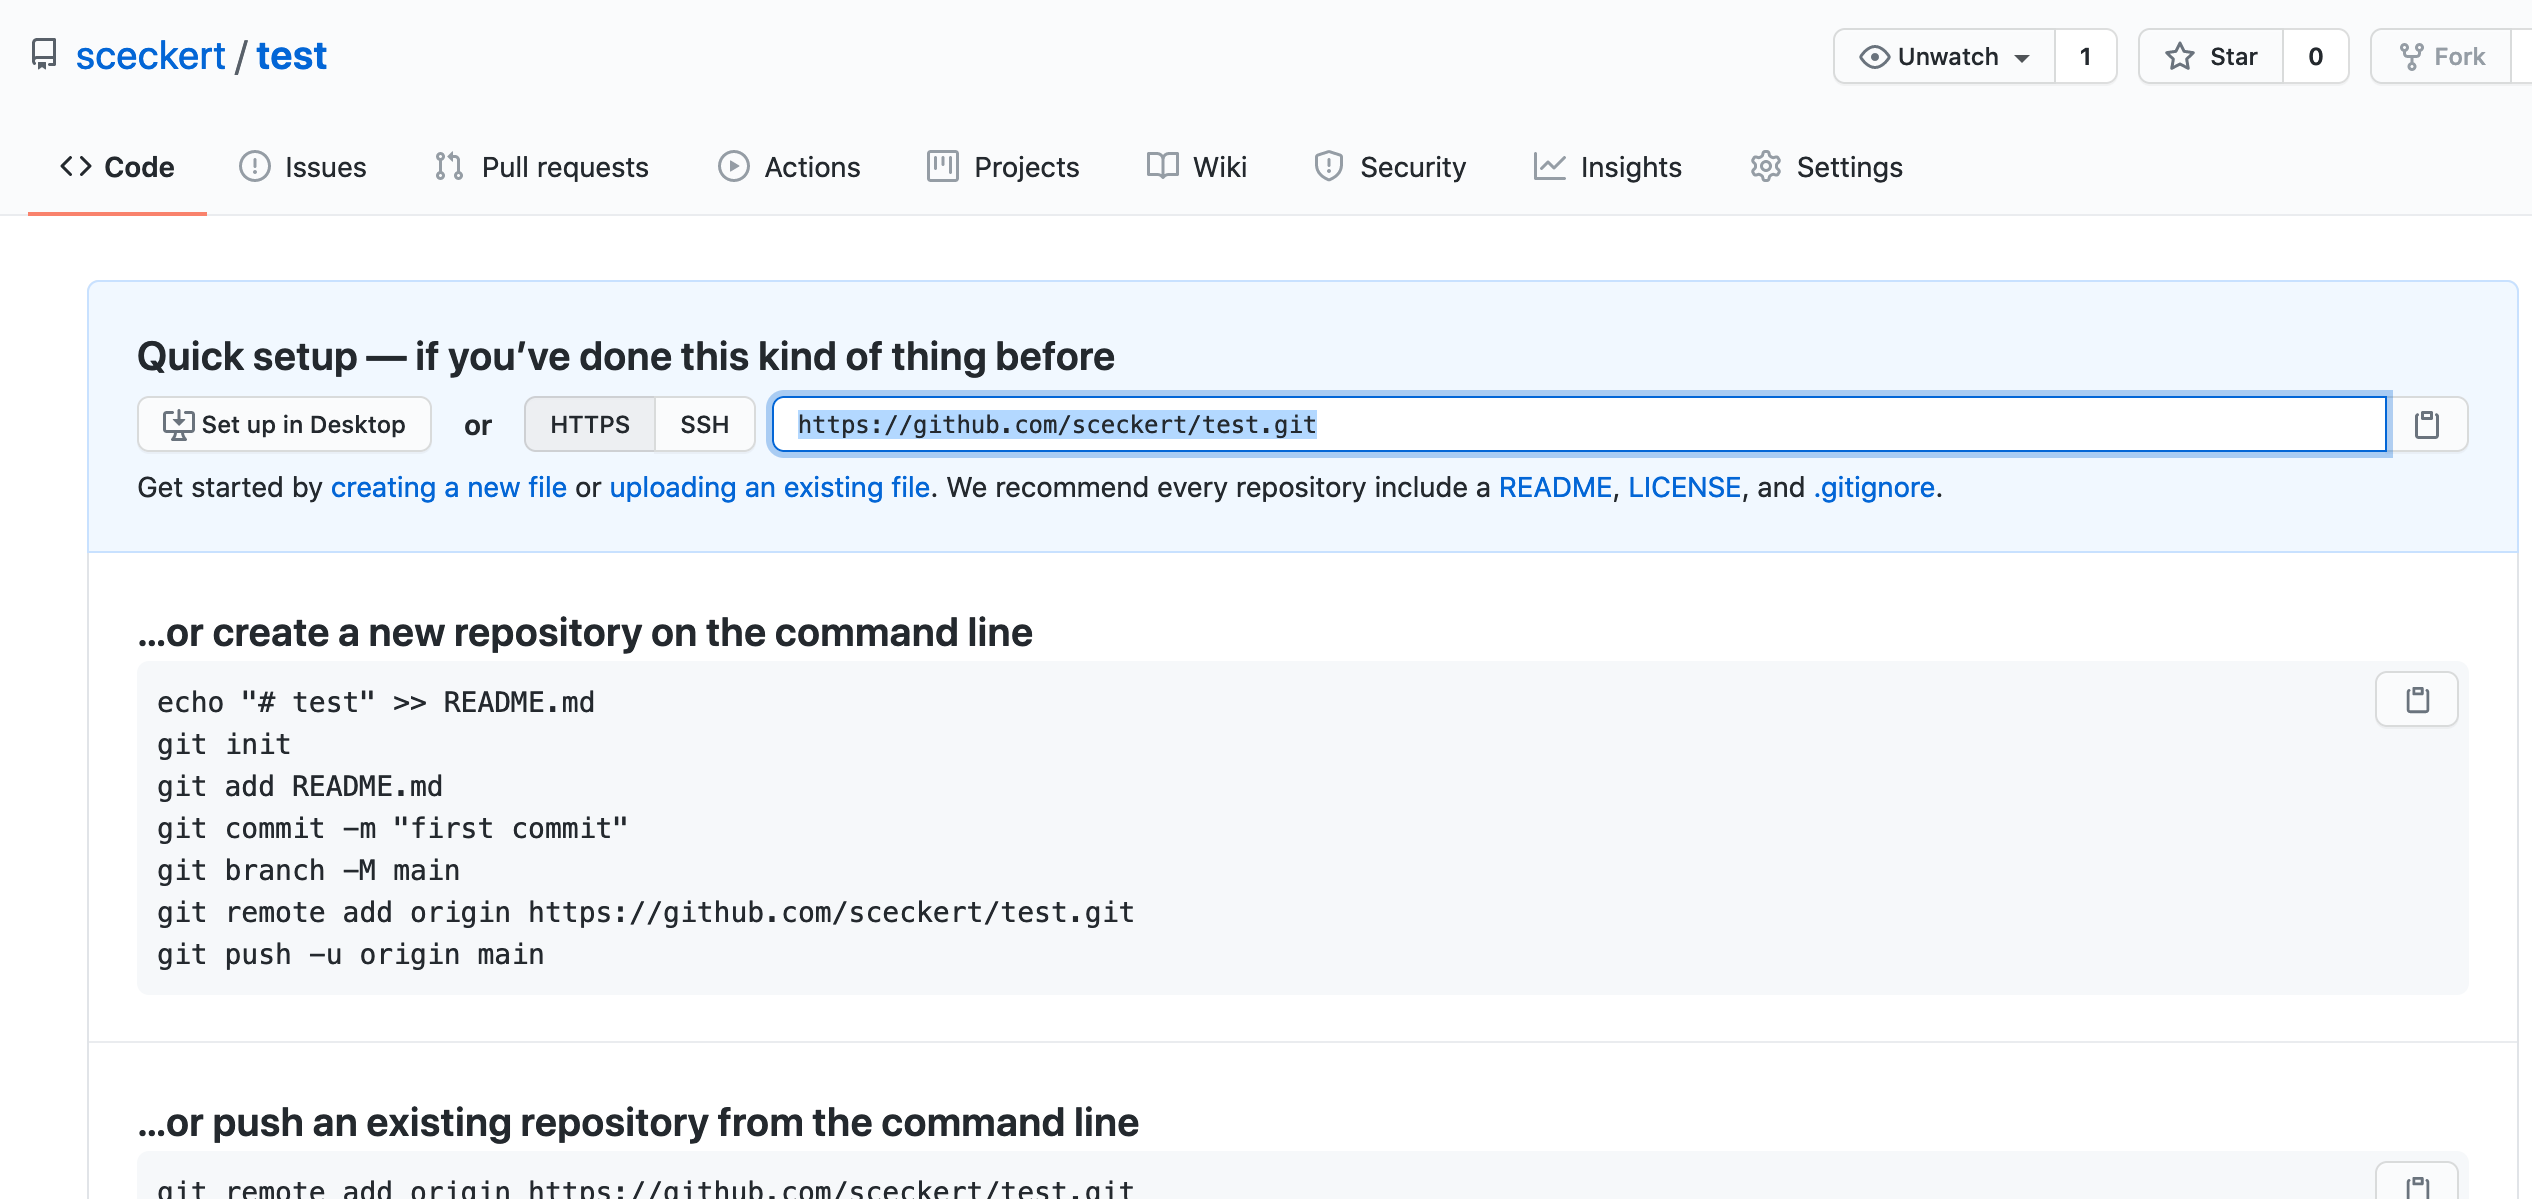 sceckert / test
Unwatch 1 Star 0 Fork
Code Issues Pull requests Actions Projects Wiki Security Insights Settings
Quick setup — if you’ve done this kind of thing before
Set up in Desktop or HTTPS SSH https://github.com/sceckert/test.git
Get started by creating a new file or uploading an existing file. We recommend every repository include a README, LICENSE, and .gitignore.
…or create a new repository on the command line
echo "# test" >> README.md
git init
git add README.md
git commit -m "first commit"
git branch -M main
git remote add origin https://github.com/sceckert/test.git
git push -u origin main
…or push an existing repository from the command line
git remote add origin https://github.com/sceckert/test.git